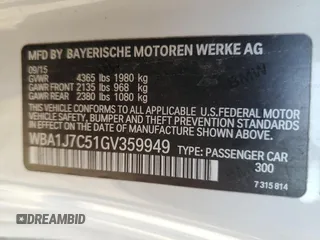 MFD BY BAYERISCHE MOTOREN WERKE AG
09/15
GVWR 4365 lbs 1980 kg
GAWR FRONT 2135 lbs 968 kg
GAWR REAR 2380 lbs 1080 kg
THIS VEHICLE CONFORMS TO ALL APPLICABLE U.S.FEDERAL MOTOR
VEHICLE SAFETY, BUMPER AND THEFT PREVENTION STANDARDS IN
EFFECT ON THE DATE OF MANUFACTURE SHOWN ABOVE.
WBA1J7C51GV359949 TYPE: PASSENGER CAR
300
7 315 814
AUTOBIDMASTER